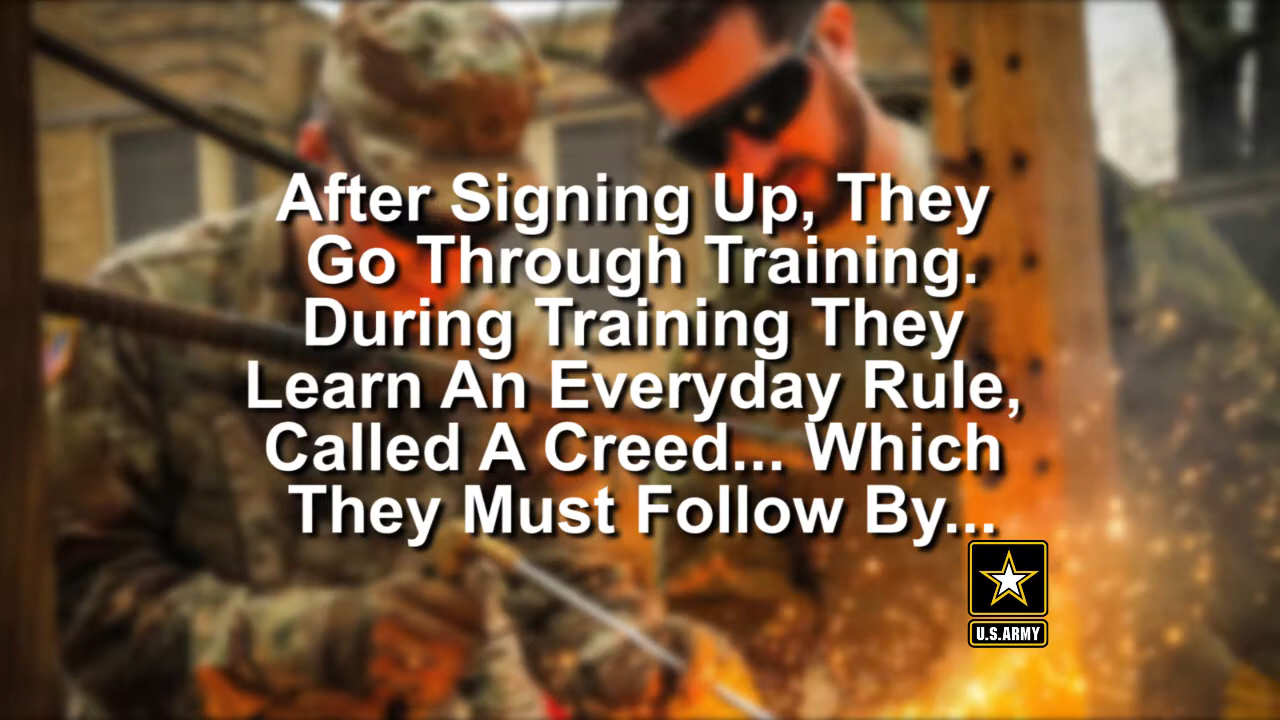 After Signing Up, They
Go Through Training.
During Training They
Learn An Everyday Rule,
Called A Creed... Which
They Must Follow By...
U.S.ARMY